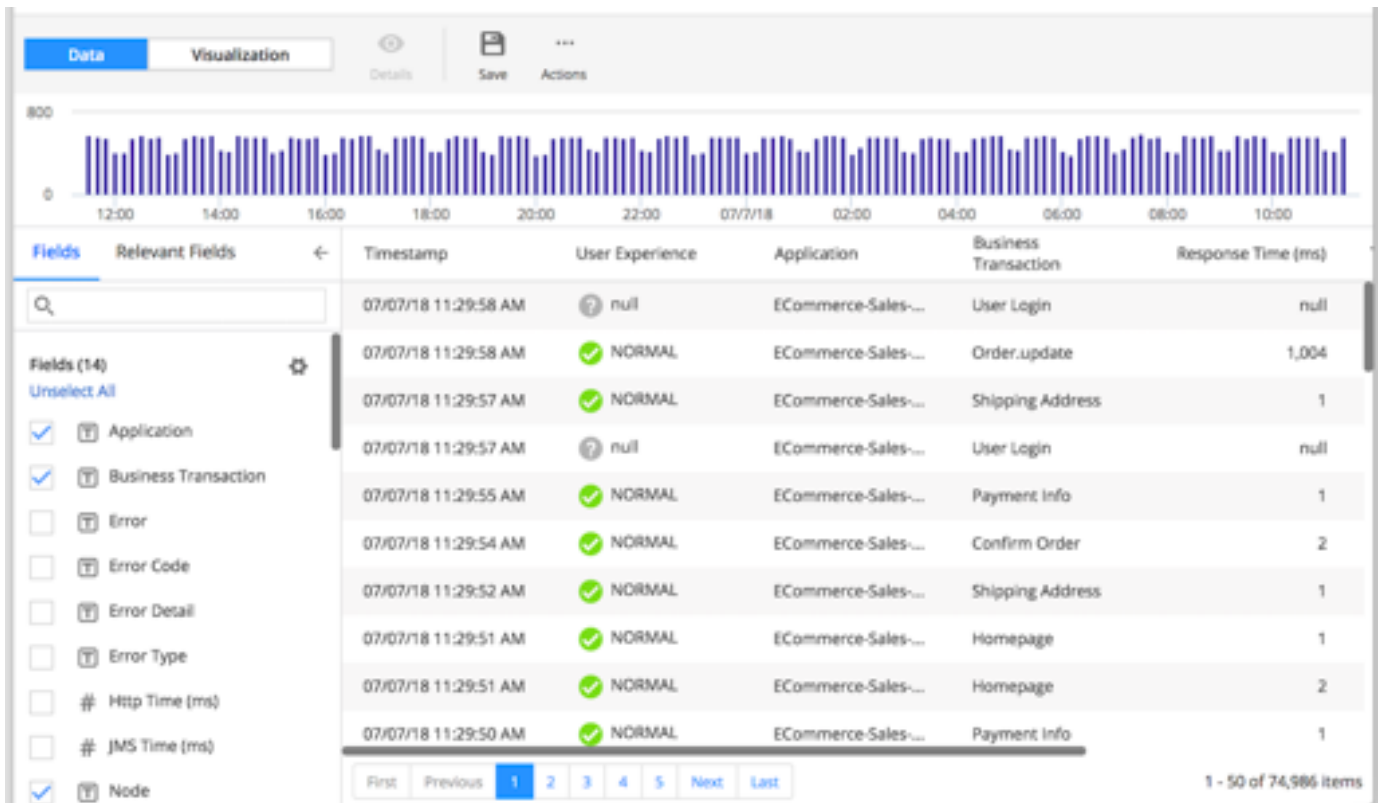 Data Visualization Details Save Actions
800
0
12:00 14:00 16:00 18:00 20:00 22:00 07/7/18 02:00 04:00 06:00 08:00 10:00
Fields Relevant Fields
Fields (14)
Unselect All
Application
Business Transaction
Error
Error Code
Error Detail
Error Type
# Http Time (ms)
# JMS Time (ms)
Node
Timestamp User Experience Application Business Transaction Response Time (ms)
07/07/18 11:29:58 AM null ECommerce-Sales-... User Login null
07/07/18 11:29:58 AM NORMAL ECommerce-Sales-... Order.update 1,004
07/07/18 11:29:57 AM NORMAL ECommerce-Sales-... Shipping Address 1
07/07/18 11:29:57 AM null ECommerce-Sales-... User Login null
07/07/18 11:29:55 AM NORMAL ECommerce-Sales-... Payment Info 1
07/07/18 11:29:54 AM NORMAL ECommerce-Sales-... Confirm Order 2
07/07/18 11:29:52 AM NORMAL ECommerce-Sales-... Shipping Address 1
07/07/18 11:29:51 AM NORMAL ECommerce-Sales-... Homepage 1
07/07/18 11:29:51 AM NORMAL ECommerce-Sales-... Homepage 2
07/07/18 11:29:50 AM NORMAL ECommerce-Sales-... Payment Info 1
First Previous 1 2 3 4 5 Next Last 1 - 50 of 74,986 items